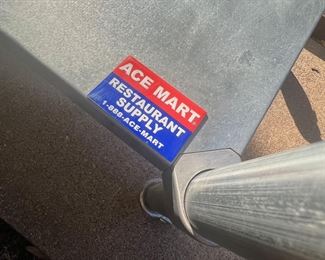 ACE MART
RESTAURANT
SUPPLY
1-888-ACE-MART